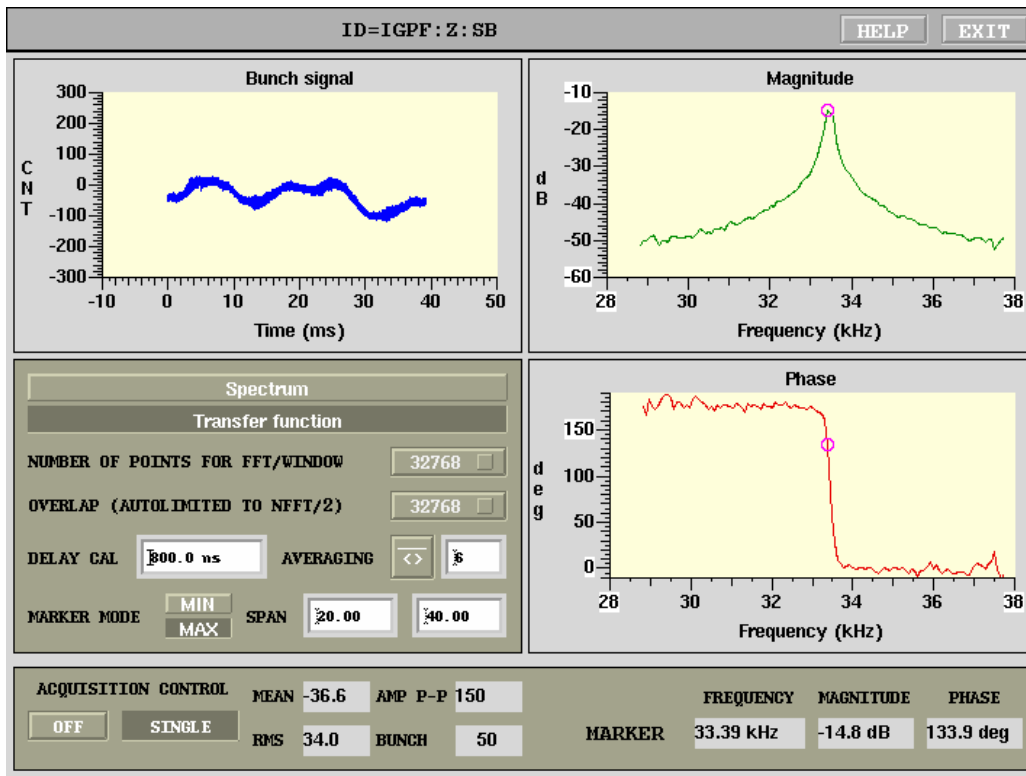 ID=IGPF:Z:SB HELP EXIT
Bunch signal
300
200
100
0
-100
-200
-300
CNT
-10 0 10 20 30 40 50
Time (ms)
Magnitude
-10
-20
-30
-40
-50
-60
dB
28 30 32 34 36 38
Frequency (kHz)
Spectrum
Transfer function
NUMBER OF POINTS FOR FFT/WINDOW 32768
OVERLAP (AUTOLIMITED TO NFFT/2) 32768
DELAY CAL 800.0 ns AVERAGING <> 6
MARKER MODE MIN MAX SPAN 20.00 40.00
Phase
150
100
50
0
deg
28 30 32 34 36 38
Frequency (kHz)
ACQUISITION CONTROL
OFF SINGLE
MEAN -36.6 AMP P-P 150
RMS 34.0 BUNCH 50
FREQUENCY MAGNITUDE PHASE
MARKER 33.39 kHz -14.8 dB 133.9 deg